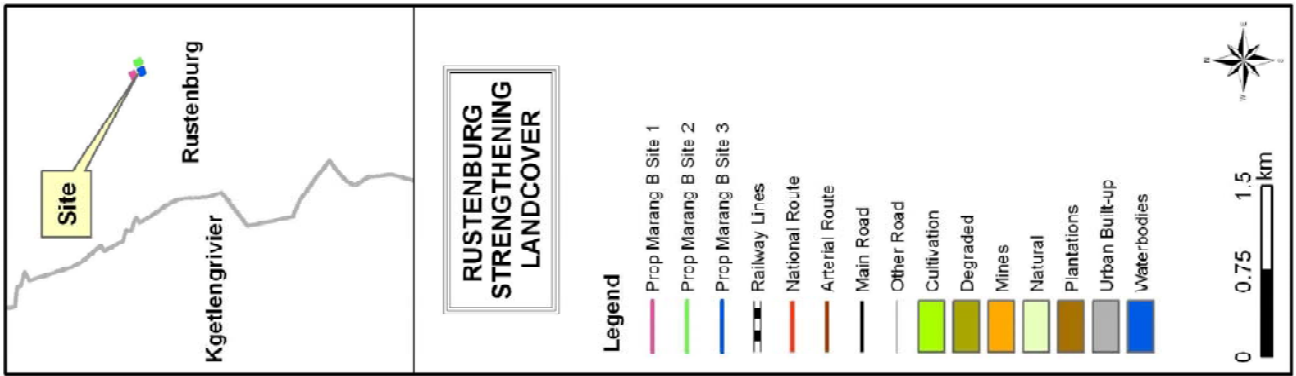 Site
Rustenburg
Kgetlengrivier
RUSTENBURG
STRENGTHENING
LANDCOVER
Legend
Prop Marang B Site 1
Prop Marang B Site 2
Prop Marang B Site 3
Railway Lines
National Route
Arterial Route
Main Road
Other Road
Cultivation
Degraded
Mines
Natural
Plantations
Urban Built-up
Waterbodies
0 0.75 1.5
km